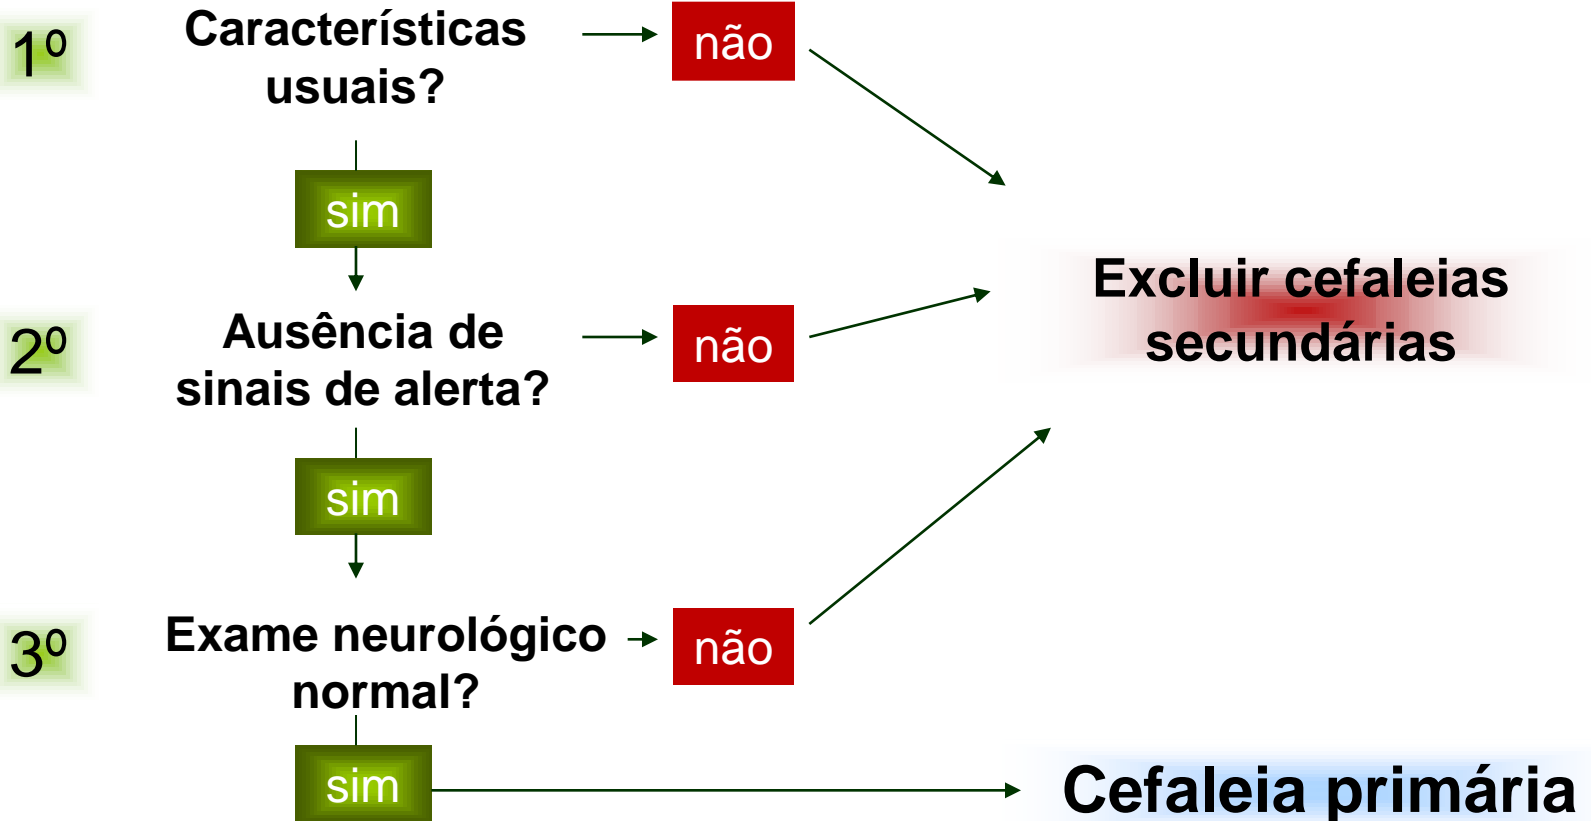 1º
Características
usuais?
não
sim
2º
Ausência de
sinais de alerta?
não
Excluir cefaleias
secundárias
sim
3º
Exame neurológico
normal?
não
sim
Cefaleia primária